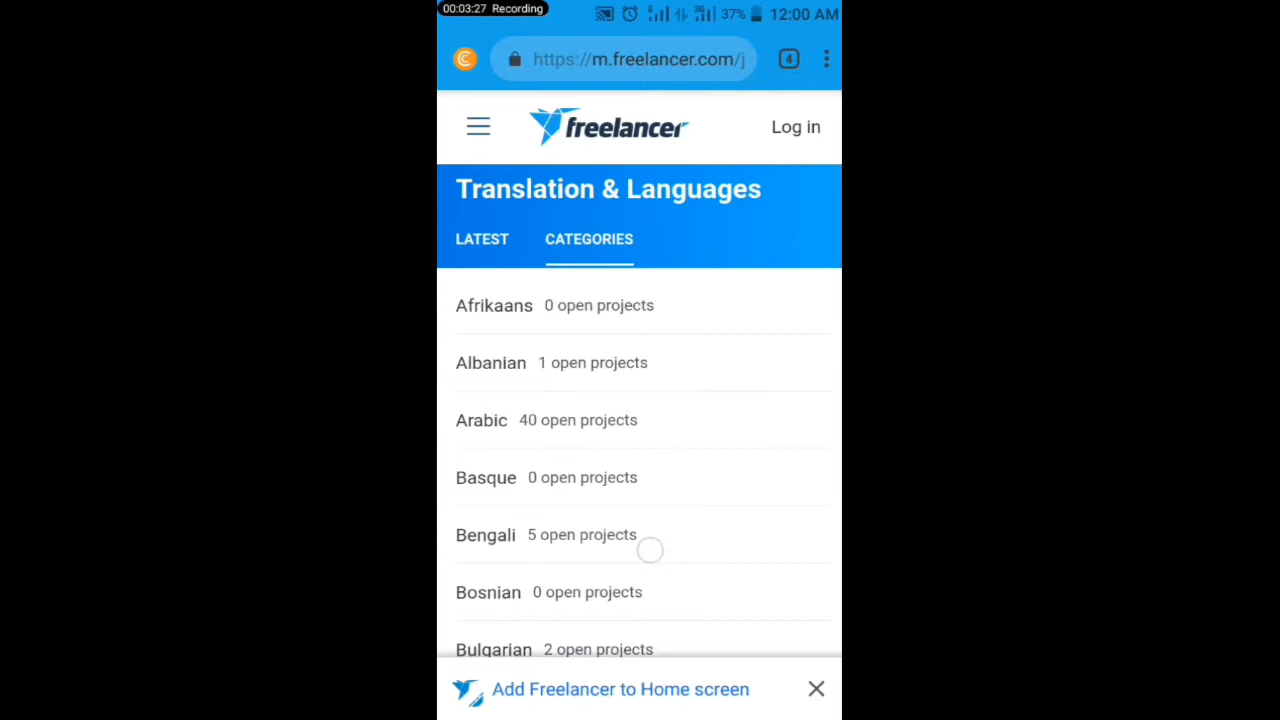 00:03:27 Recording
37% 12:00 AM
https://m.freelancer.com/j
4
freelancer
Log in
Translation & Languages
LATEST CATEGORIES
Afrikaans 0 open projects
Albanian 1 open projects
Arabic 40 open projects
Basque 0 open projects
Bengali 5 open projects
Bosnian 0 open projects
Bulgarian 2 open projects
Add Freelancer to Home screen